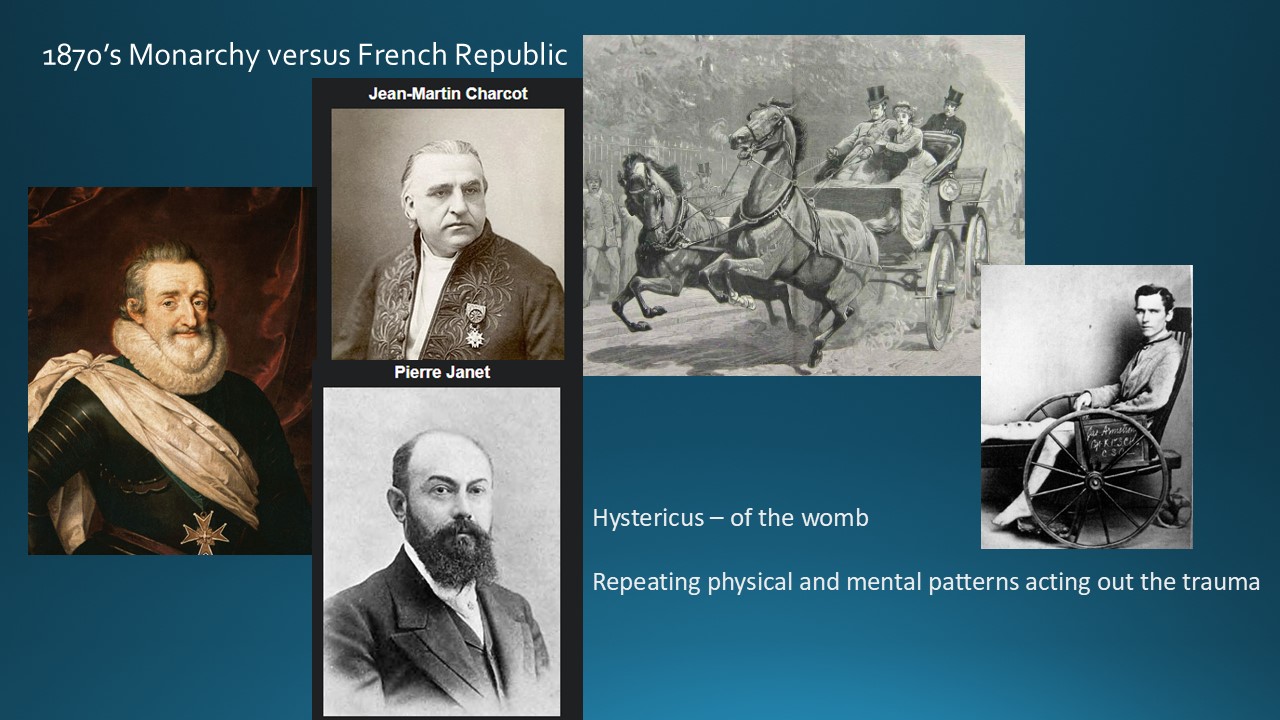 1870’s Monarchy versus French Republic
Jean-Martin Charcot
Pierre Janet
Hystericus – of the womb
Repeating physical and mental patterns acting out the trauma